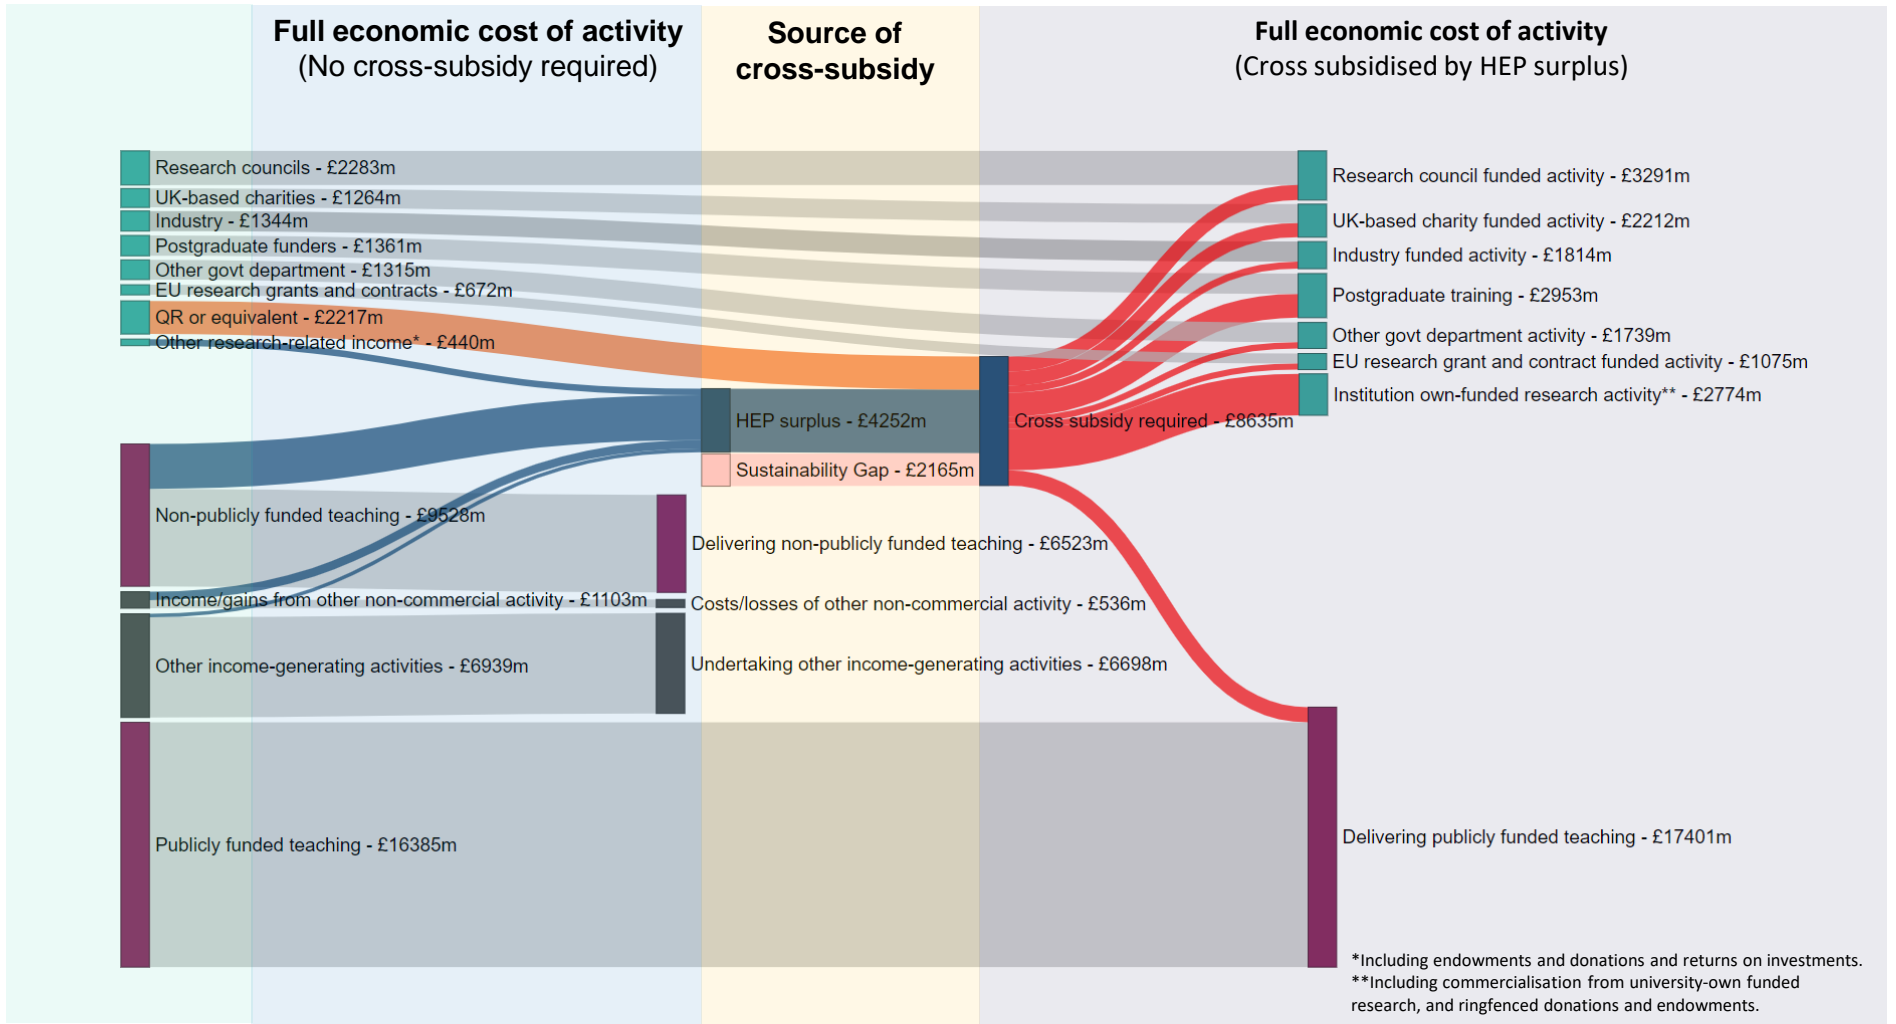 Full economic cost of activity
(No cross-subsidy required)
Source of
cross-subsidy
Full economic cost of activity
(Cross subsidised by HEP surplus)
Research councils - £2283m
UK-based charities - £1264m
Industry - £1344m
Postgraduate funders - £1361m
Other govt department - £1315m
EU research grants and contracts - £672m
QR or equivalent - £2217m
Other research-related income* - £440m
Non-publicly funded teaching - £9528m
Income/gains from other non-commercial activity - £1103m
Other income-generating activities - £6939m
Publicly funded teaching - £16385m
Delivering non-publicly funded teaching - £6523m
Costs/losses of other non-commercial activity - £536m
Undertaking other income-generating activities - £6698m
HEP surplus - £4252m
Sustainability Gap - £2165m
Cross subsidy required - £8635m
Research council funded activity - £3291m
UK-based charity funded activity - £2212m
Industry funded activity - £1814m
Postgraduate training - £2953m
Other govt department activity - £1739m
EU research grant and contract funded activity - £1075m
Institution own-funded research activity** - £2774m
Delivering publicly funded teaching - £17401m
*Including endowments and donations and returns on investments.
**Including commercialisation from university-own funded
research, and ringfenced donations and endowments.